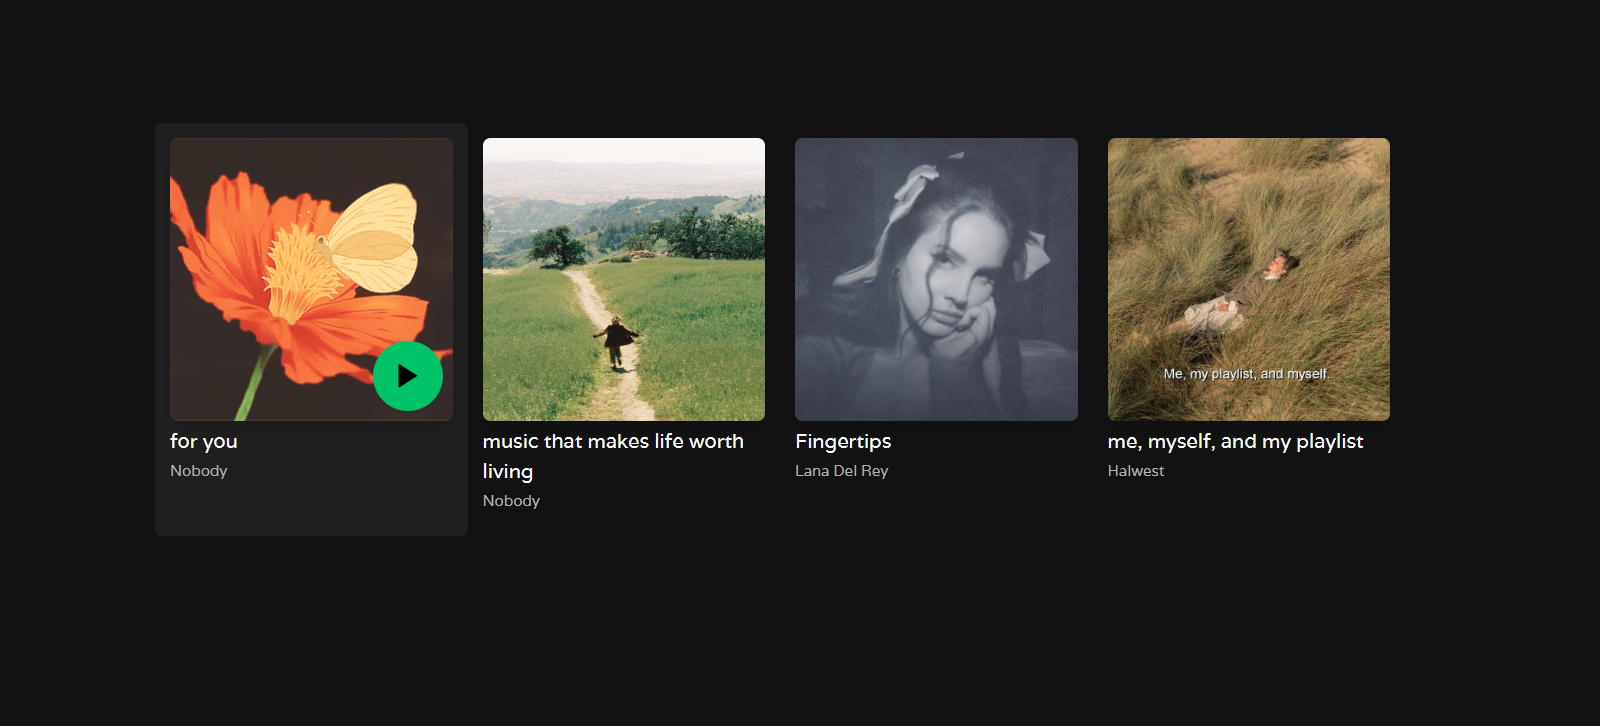 for you
Nobody
music that makes life worth
living
Nobody
Fingertips
Lana Del Rey
Me, my playlist, and myself.
me, myself, and my playlist
Halwest